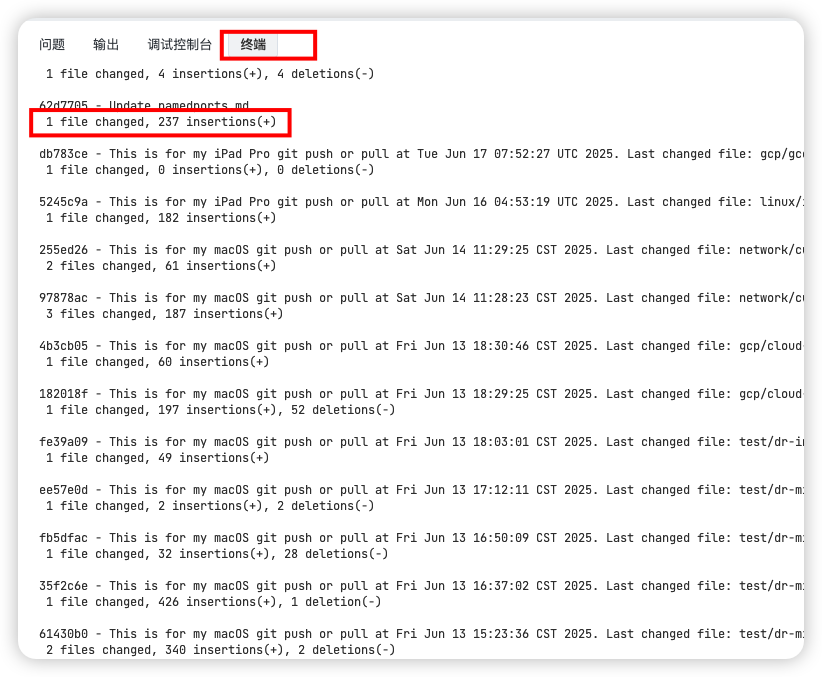 问题 输出 调试控制台 终端
1 file changed, 4 insertions(+), 4 deletions(-)
62d7705 - Update namedports.md
1 file changed, 237 insertions(+)
db783ce - This is for my iPad Pro git push or pull at Tue Jun 17 07:52:27 UTC 2025. Last changed file: gcp/gc
1 file changed, 0 insertions(+), 0 deletions(-)
5245c9a - This is for my iPad Pro git push or pull at Mon Jun 16 04:53:19 UTC 2025. Last changed file: linux/
1 file changed, 182 insertions(+)
255ed26 - This is for my macOS git push or pull at Sat Jun 14 11:29:25 CST 2025. Last changed file: network/c
2 files changed, 61 insertions(+)
97878ac - This is for my macOS git push or pull at Sat Jun 14 11:28:23 CST 2025. Last changed file: network/c
3 files changed, 187 insertions(+)
4b3cb05 - This is for my macOS git push or pull at Fri Jun 13 18:30:46 CST 2025. Last changed file: gcp/cloud
1 file changed, 60 insertions(+)
182018f - This is for my macOS git push or pull at Fri Jun 13 18:29:25 CST 2025. Last changed file: gcp/cloud
1 file changed, 197 insertions(+), 52 deletions(-)
fe39a09 - This is for my macOS git push or pull at Fri Jun 13 18:03:01 CST 2025. Last changed file: test/dr-i
1 file changed, 49 insertions(+)
ee57e0d - This is for my macOS git push or pull at Fri Jun 13 17:12:11 CST 2025. Last changed file: test/dr-m
1 file changed, 2 insertions(+), 2 deletions(-)
fb5dfac - This is for my macOS git push or pull at Fri Jun 13 16:50:09 CST 2025. Last changed file: test/dr-m
1 file changed, 32 insertions(+), 28 deletions(-)
35f2c6e - This is for my macOS git push or pull at Fri Jun 13 16:37:02 CST 2025. Last changed file: test/dr-m
1 file changed, 426 insertions(+), 1 deletion(-)
61430b0 - This is for my macOS git push or pull at Fri Jun 13 15:23:36 CST 2025. Last changed file: test/dr-m
2 files changed, 340 insertions(+), 2 deletions(-)